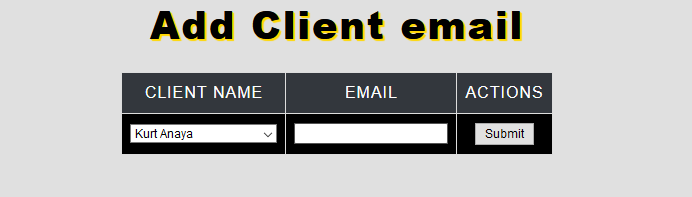 Add Client email
CLIENT NAME EMAIL ACTIONS
Kurt Anaya Submit